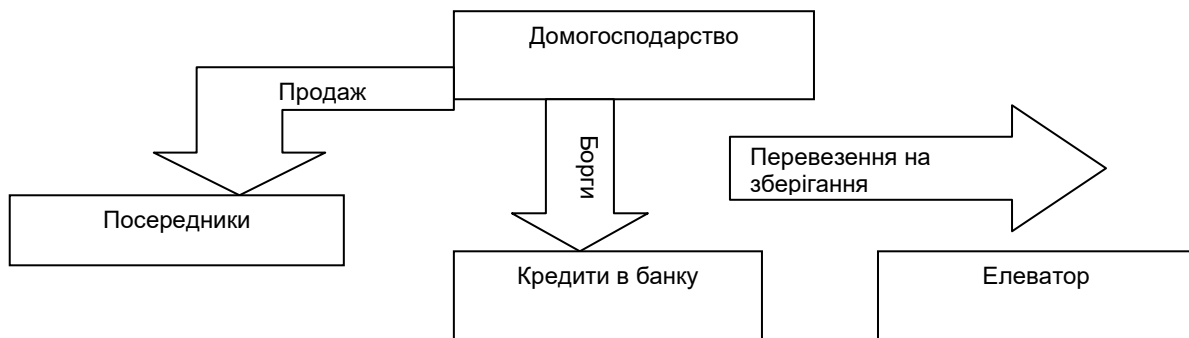 Домогосподарство
Продаж
Борги
Перевезення на
зберігання
Посередники
Кредити в банку
Елеватор